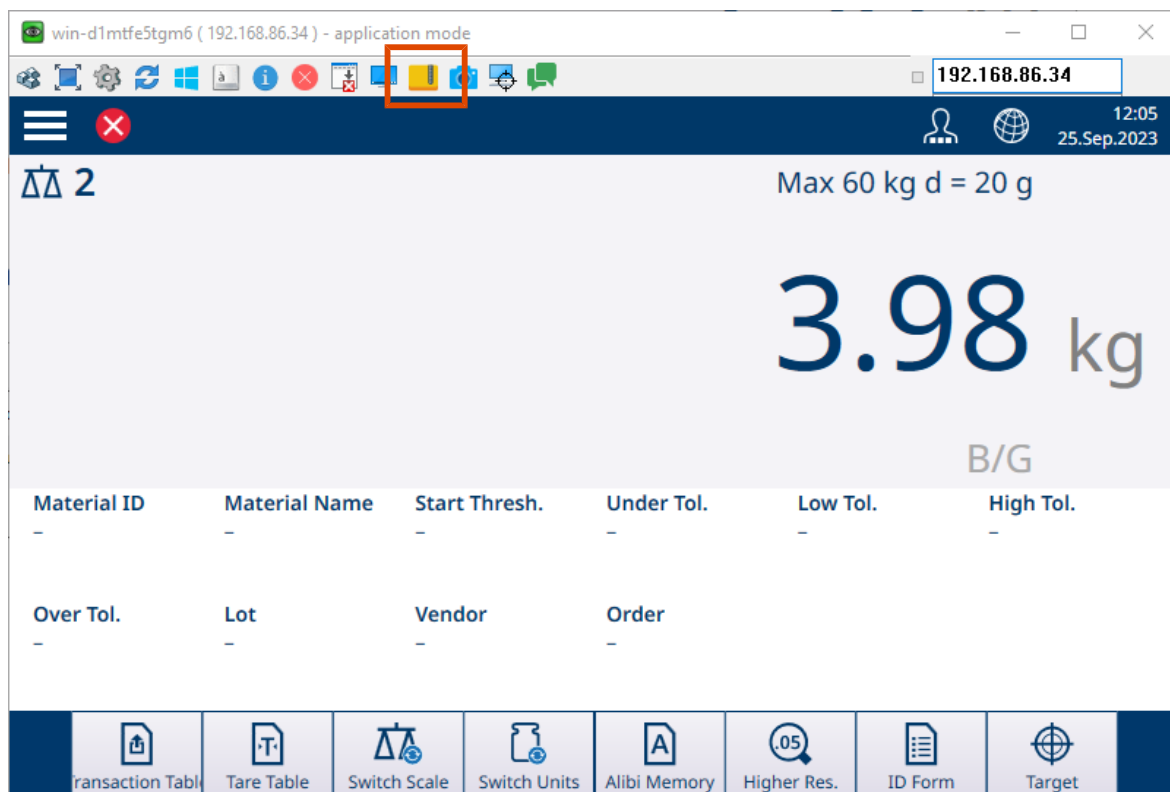 win-d1mtfe5tgm6 ( 192.168.86.34 ) - application mode
192.168.86.34
12:05
25.Sep.2023
2
Max 60 kg d = 20 g
3.98 kg
B/G
Material ID Material Name Start Thresh. Under Tol. Low Tol. High Tol.
– – – – – –
Over Tol. Lot Vendor Order
– – – –
Transaction Table Tare Table Switch Scale Switch Units Alibi Memory Higher Res. ID Form Target